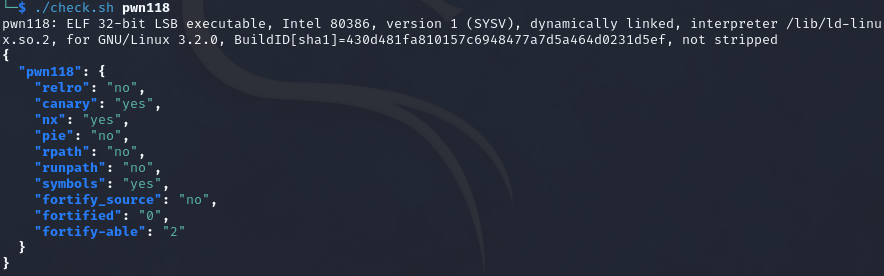 └─$ ./check.sh pwn118
pwn118: ELF 32-bit LSB executable, Intel 80386, version 1 (SYSV), dynamically linked, interpreter /lib/ld-linu
x.so.2, for GNU/Linux 3.2.0, BuildID[sha1]=430d481fa810157c6948477a7d5a464d0231d5ef, not stripped
{
  "pwn118": {
    "relro": "no",
    "canary": "yes",
    "nx": "yes",
    "pie": "no",
    "rpath": "no",
    "runpath": "no",
    "symbols": "yes",
    "fortify_source": "no",
    "fortified": "0",
    "fortify-able": "2"
  }
}